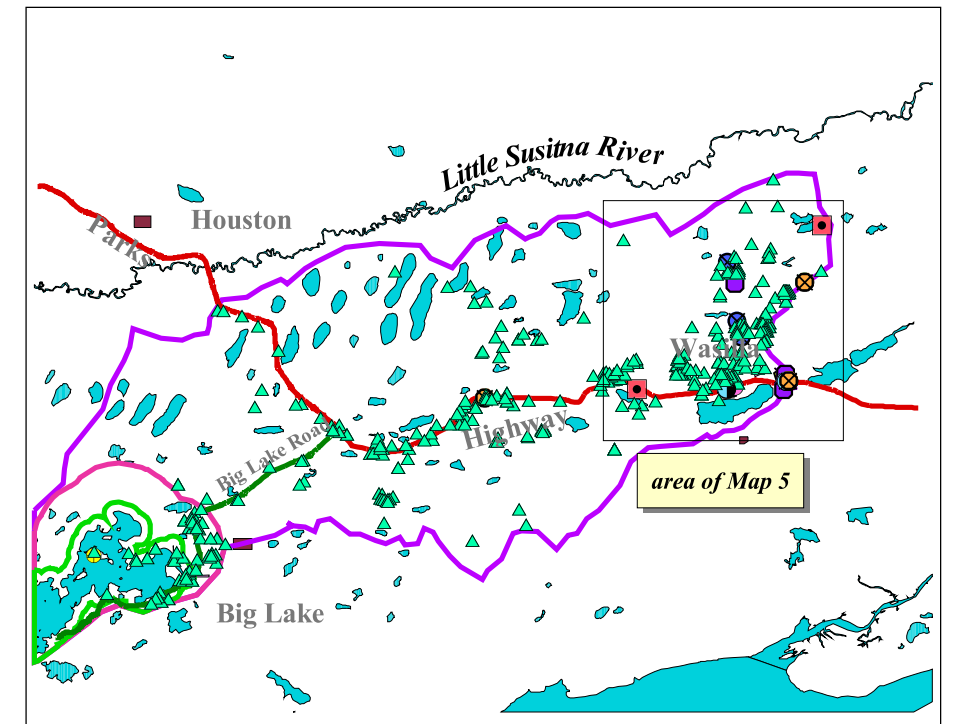 Little Susitna River
Houston
Parks
Wasilla
Highway
Big Lake Road
area of Map 5
Big Lake